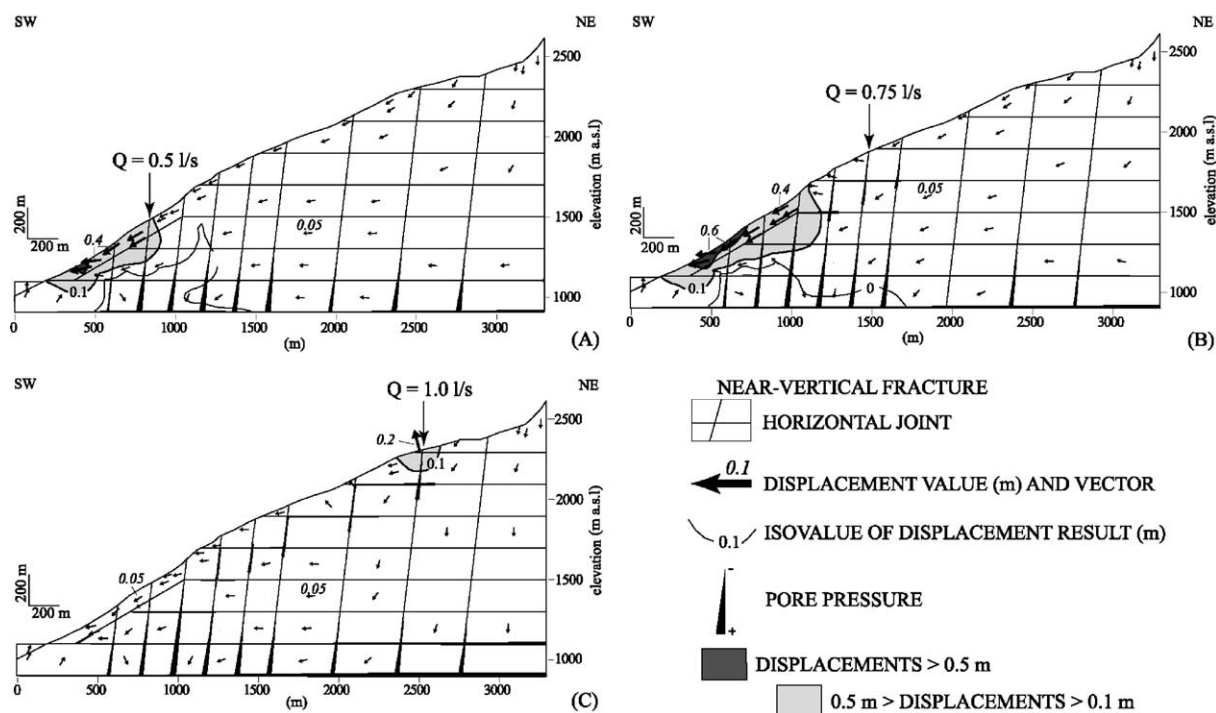 SW NE
2500
2000
1500
1000
elevation (m a.s.l)
Q = 0.5 l/s
200 m
200 m
0.4
0.05
0.1
0 500 1000 1500 2000 2500 3000
(m)
(A)
SW NE
2500
2000
1500
1000
elevation (m a.s.l)
Q = 0.75 l/s
200 m
200 m
0.4
0.05
0.6
0.1
0
0 500 1000 1500 2000 2500 3000
(m)
(B)
SW NE
2500
2000
1500
1000
elevation (m a.s.l)
Q = 1.0 l/s
0.2
0.1
200 m
200 m
0.05
0.05
0 500 1000 1500 2000 2500 3000
(m)
(C)
NEAR-VERTICAL FRACTURE
HORIZONTAL JOINT
0.1
DISPLACEMENT VALUE (m) AND VECTOR
0.1
ISOVALUE OF DISPLACEMENT RESULT (m)
-
PORE PRESSURE
+
DISPLACEMENTS > 0.5 m
0.5 m > DISPLACEMENTS > 0.1 m